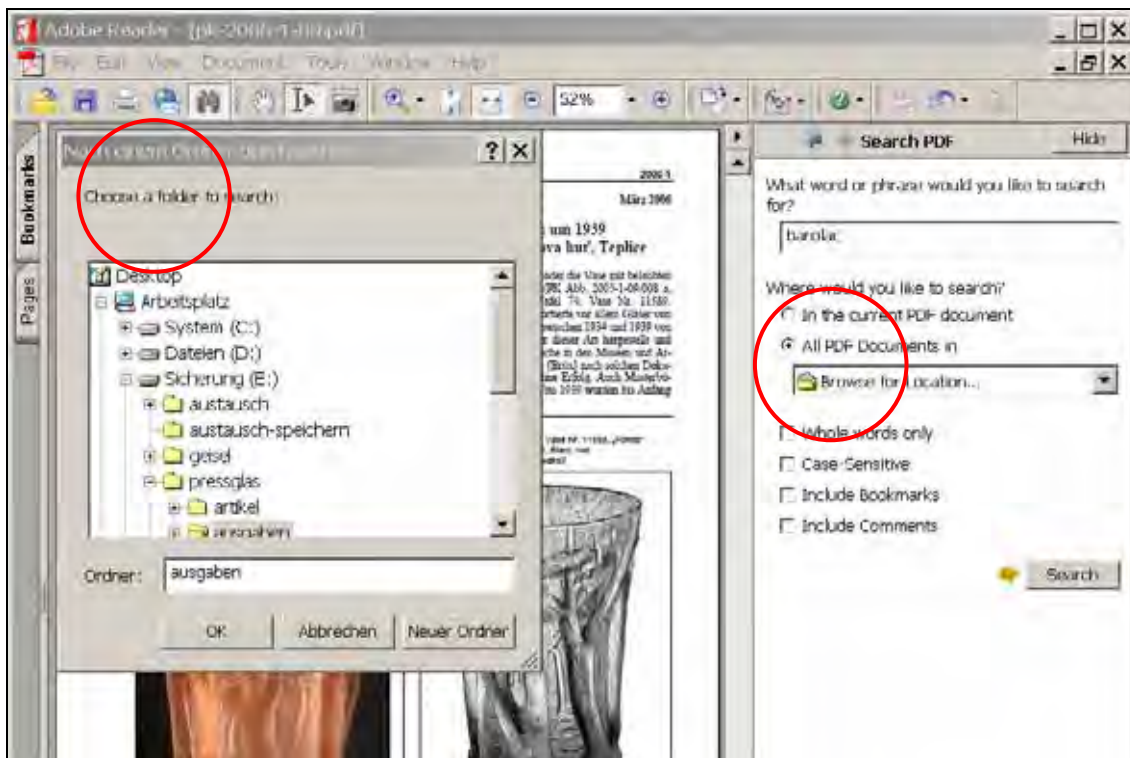 Adobe Reader - [pk-2006-1-
File Edit View Document Tools Window Help
52%
Bookmarks
Pages
Choose a folder to search:
Desktop
Arbeitsplatz
System (C:)
Dateien (D:)
Sicherung (E:)
austausch
austausch-speichern
geisel
pressglas
artikel
ausgaben
Ordner: ausgaben
OK Abbrechen Neuer Ordner
2006-1
März 2006
um 1939
Teplice
Search PDF Hide
What word or phrase would you like to search
for?
barolac
Where would you like to search?
In the current PDF document
All PDF Documents in
Browse for Location...
Whole words only
Case-Sensitive
Include Bookmarks
Include Comments
Search